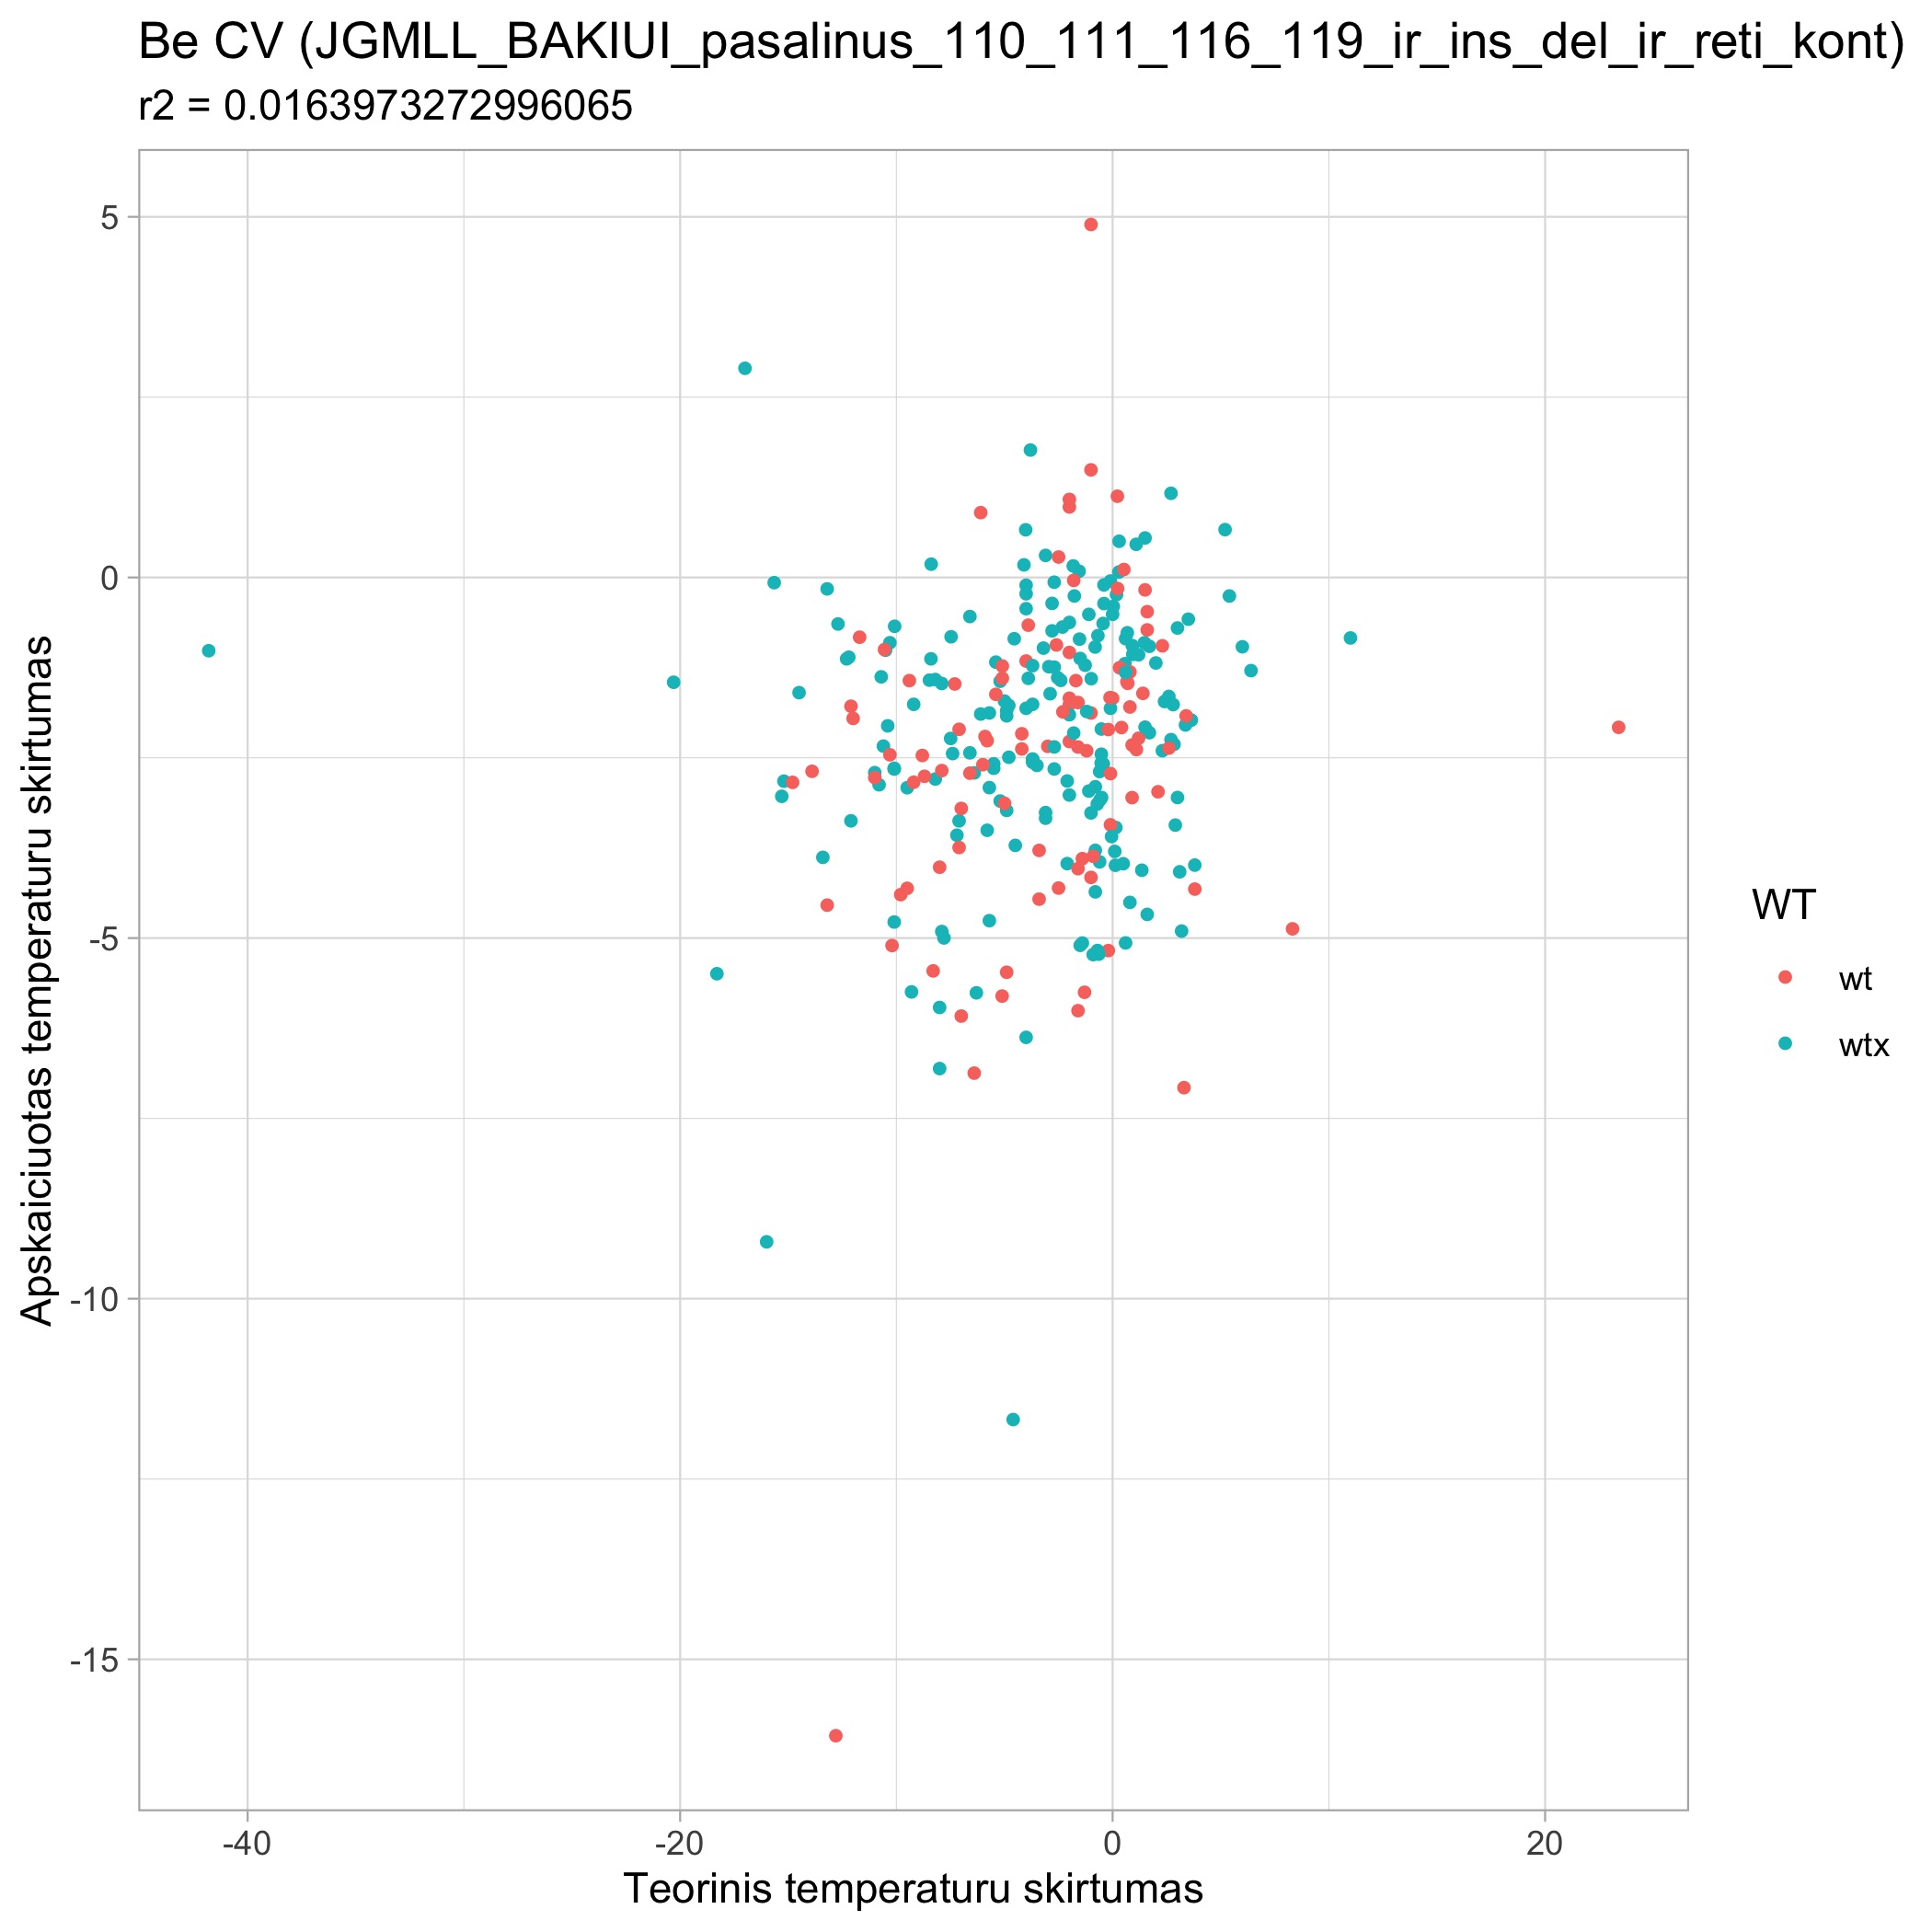 Be CV (JGMLL_BAKIUI_pasalinus_110_111_116_119_ir_ins_del_ir_reti_kont)
r2 = 0.0163973272996065
5
0
-5
-10
-15
Apskaiciuotas temperaturu skirtumas
-40
-20
0
20
Teorinis temperaturu skirtumas
WT
wt
wtx